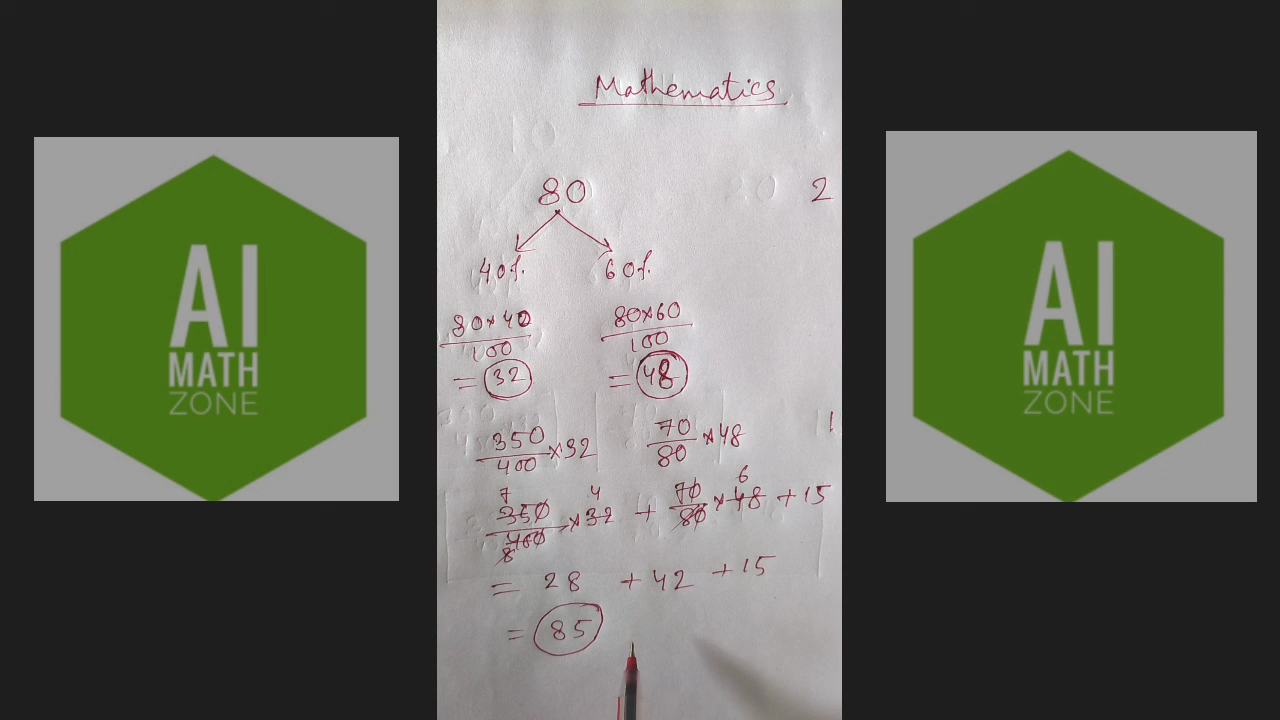 AI
MATH
ZONE
Mathematics
80 2
40% 60%
80×40/100 80×60/100
= 32 = 48
350/400 ×32 70/80 ×48
7 4 6
350/400 ×32 + 70/80 ×48 +15
8
= 28 + 42 +15
= 85
AI
MATH
ZONE